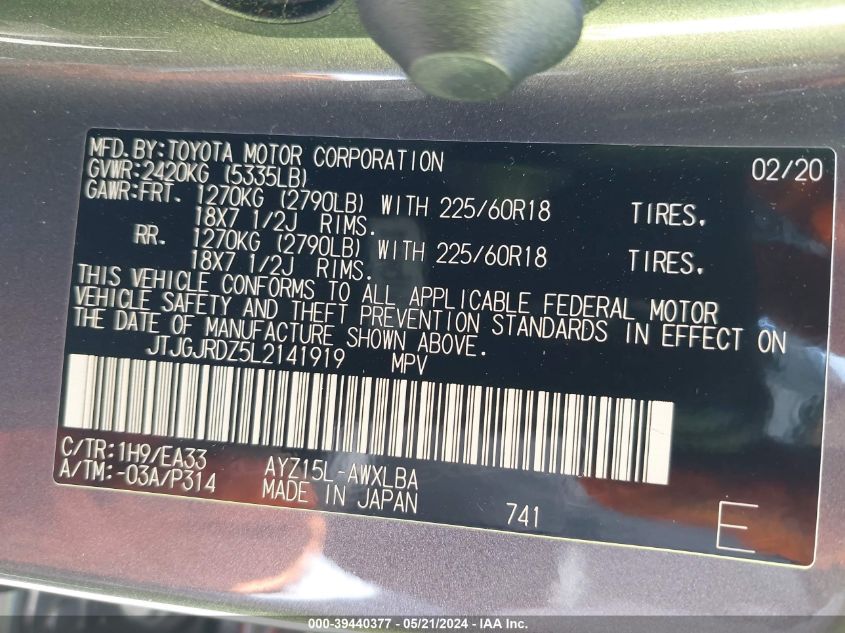 MFD.BY:TOYOTA MOTOR CORPORATION 02/20
GVWR:2420KG (5335LB)
GAWR:FRT. 1270KG (2790LB) WITH 225/60R18 TIRES.
18X7 1/2J RIMS.
RR. 1270KG (2790LB) WITH 225/60R18 TIRES.
18X7 1/2J RIMS.
THIS VEHICLE CONFORMS TO ALL APPLICABLE FEDERAL MOTOR
VEHICLE SAFETY AND THEFT PREVENTION STANDARDS IN EFFECT ON
THE DATE OF MANUFACTURE SHOWN ABOVE.
JTJGJRDZ5L2141919 MPV
C/TR:1H9/EA33 AYZ15L-AWXLBA
A/TM:-03A/P314 MADE IN JAPAN 741 E
000-39440377 - 05/21/2024 - IAA Inc.